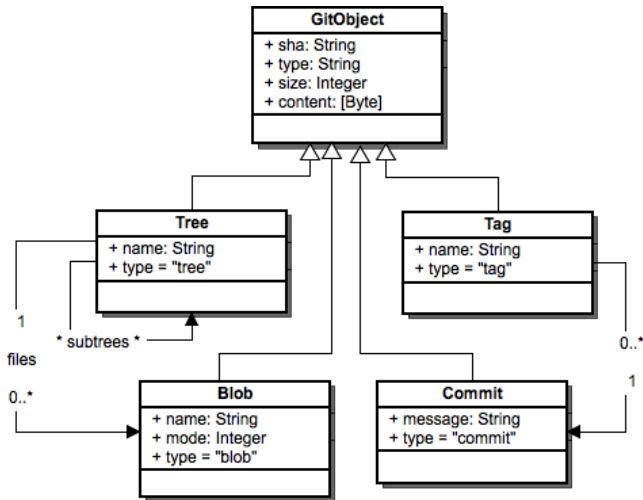 GitObject
+ sha: String
+ type: String
+ size: Integer
+ content: [Byte]
Tree
+ name: String
+ type = "tree"
Tag
+ name: String
+ type = "tag"
1
files
0..*
* subtrees *
0..*
1
Blob
+ name: String
+ mode: Integer
+ type = "blob"
Commit
+ message: String
+ type = "commit"